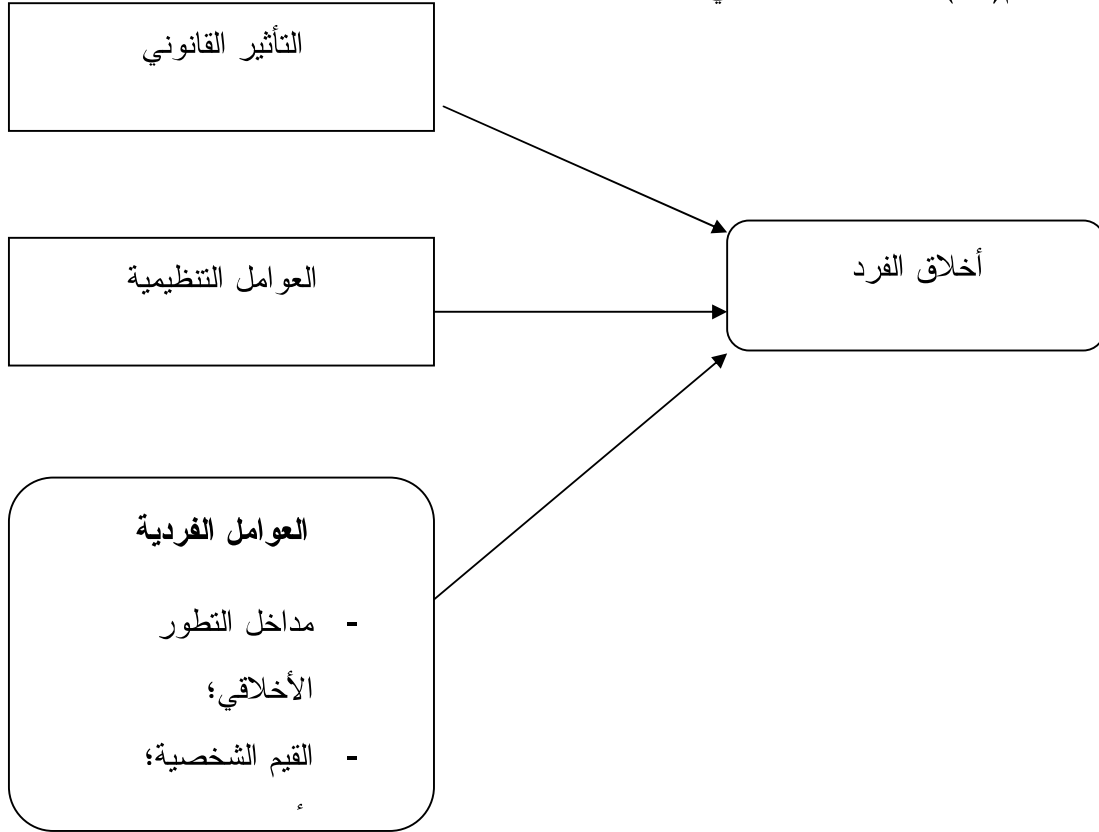 التأثير القانوني
العوامل التنظيمية
أخلاق الفرد
العوامل الفردية
- مداخل التطور
الأخلاقي؛
- القيم الشخصية؛